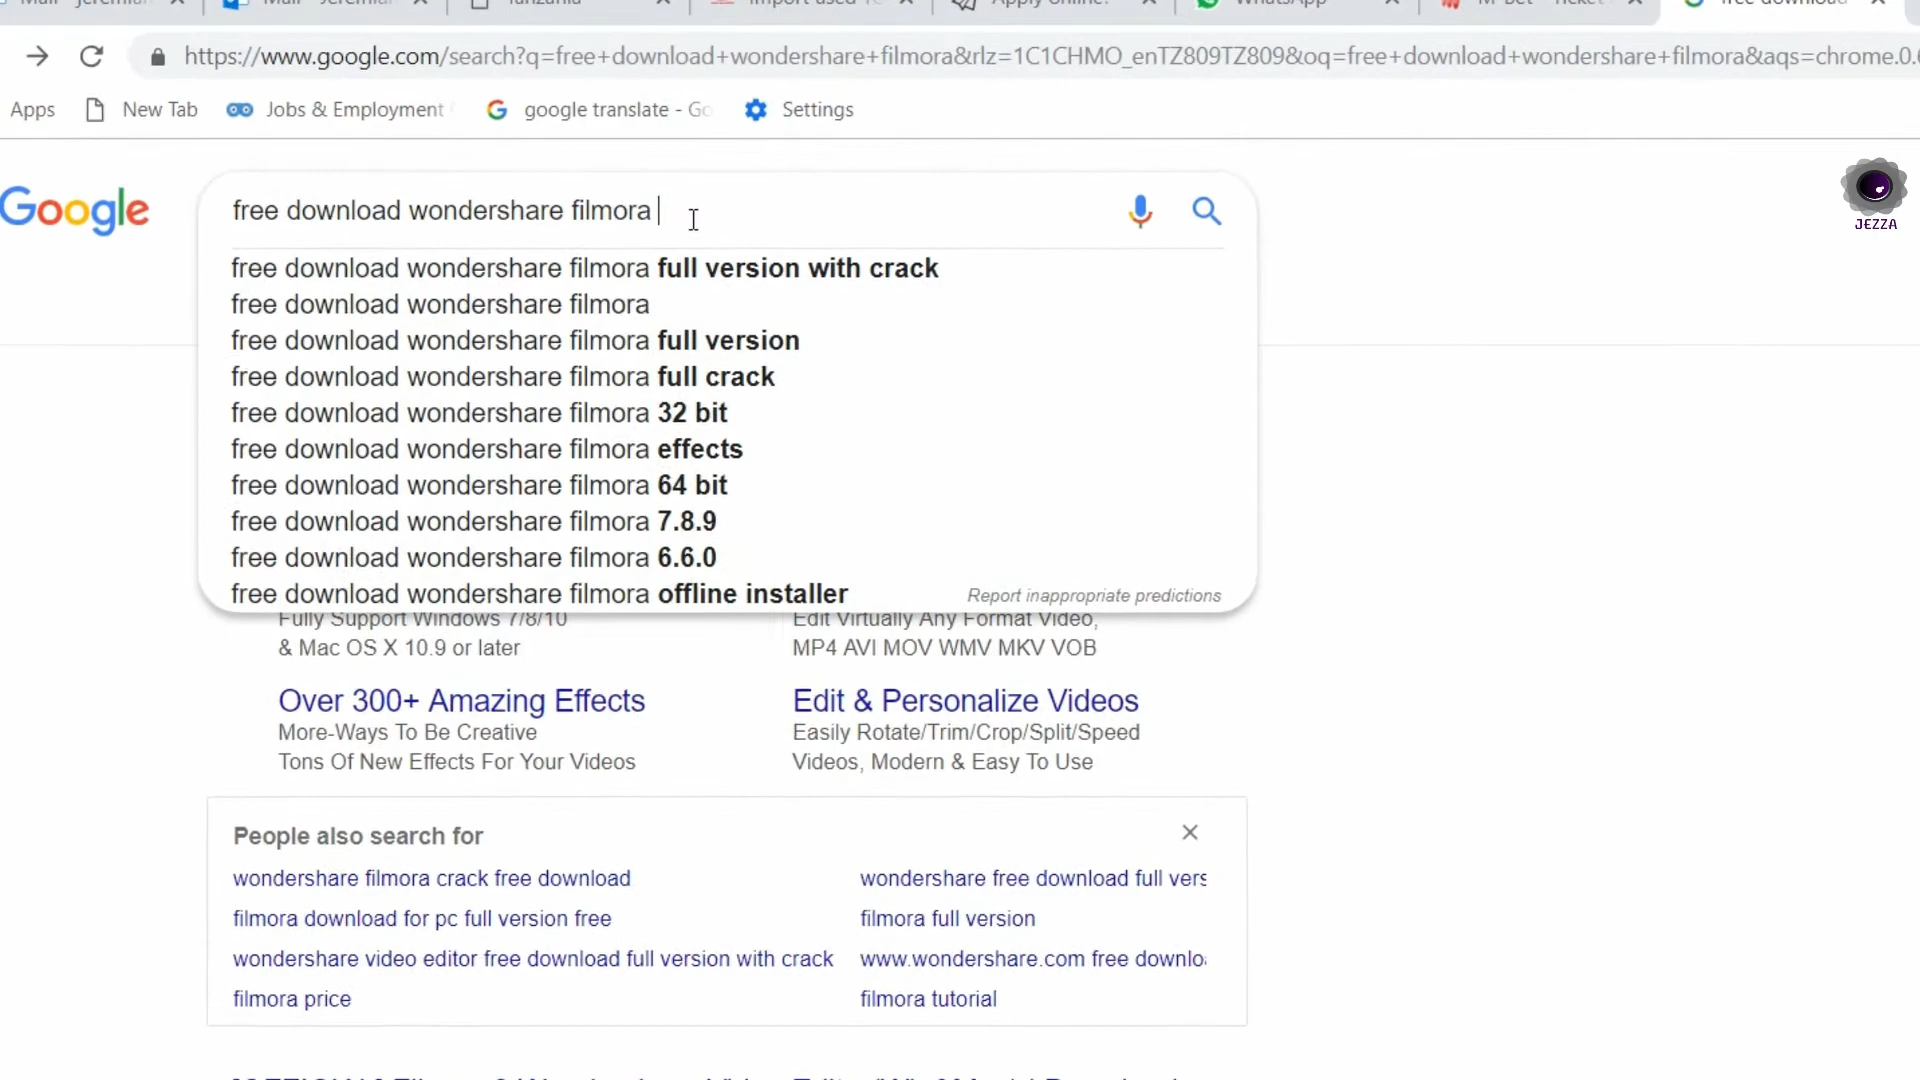 Tanzania
WhatsApp
https://www.google.com/search?q=free+download+wondershare+filmora&rlz=1C1CHMO_enTZ809TZ809&oq=free+download+wondershare+filmora&aqs=chrome.0.6
Apps New Tab Jobs & Employment google translate - Go Settings
Google
free download wondershare filmora
JEZZA
free download wondershare filmora full version with crack
free download wondershare filmora
free download wondershare filmora full version
free download wondershare filmora full crack
free download wondershare filmora 32 bit
free download wondershare filmora effects
free download wondershare filmora 64 bit
free download wondershare filmora 7.8.9
free download wondershare filmora 6.6.0
free download wondershare filmora offline installer
Report inappropriate predictions
Fully Support Windows 7/8/10
& Mac OS X 10.9 or later
Edit Virtually Any Format Video,
MP4 AVI MOV WMV MKV VOB
Over 300+ Amazing Effects
More-Ways To Be Creative
Tons Of New Effects For Your Videos
Edit & Personalize Videos
Easily Rotate/Trim/Crop/Split/Speed
Videos, Modern & Easy To Use
People also search for
wondershare filmora crack free download
filmora download for pc full version free
wondershare video editor free download full version with crack
filmora price
wondershare free download full vers
filmora full version
www.wondershare.com free downlo
filmora tutorial